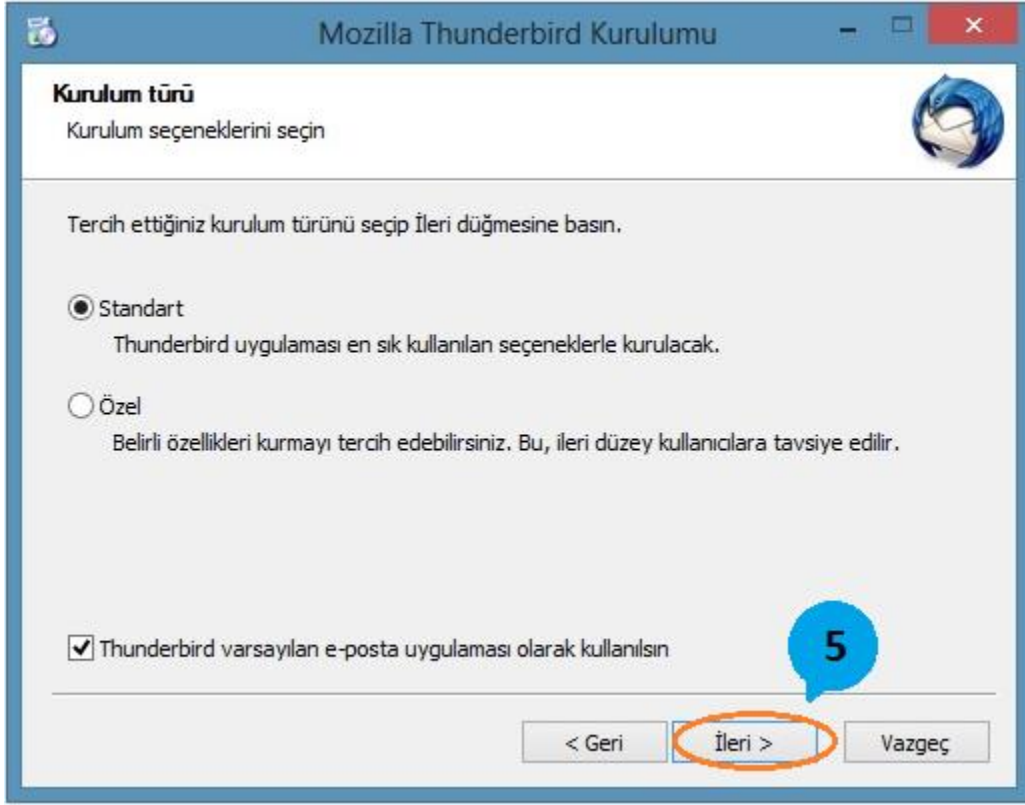 Mozilla Thunderbird Kurulumu
Kurulum türü
Kurulum seçeneklerini seçin
Tercih ettiğiniz kurulum türünü seçip İleri düğmesine basın.
Standart
Thunderbird uygulaması en sık kullanılan seçeneklerle kurulacak.
Özel
Belirli özellikleri kurmayı tercih edebilirsiniz. Bu, ileri düzey kullanıcılara tavsiye edilir.
Thunderbird varsayılan e-posta uygulaması olarak kullanılsın
5
< Geri İleri > Vazgeç